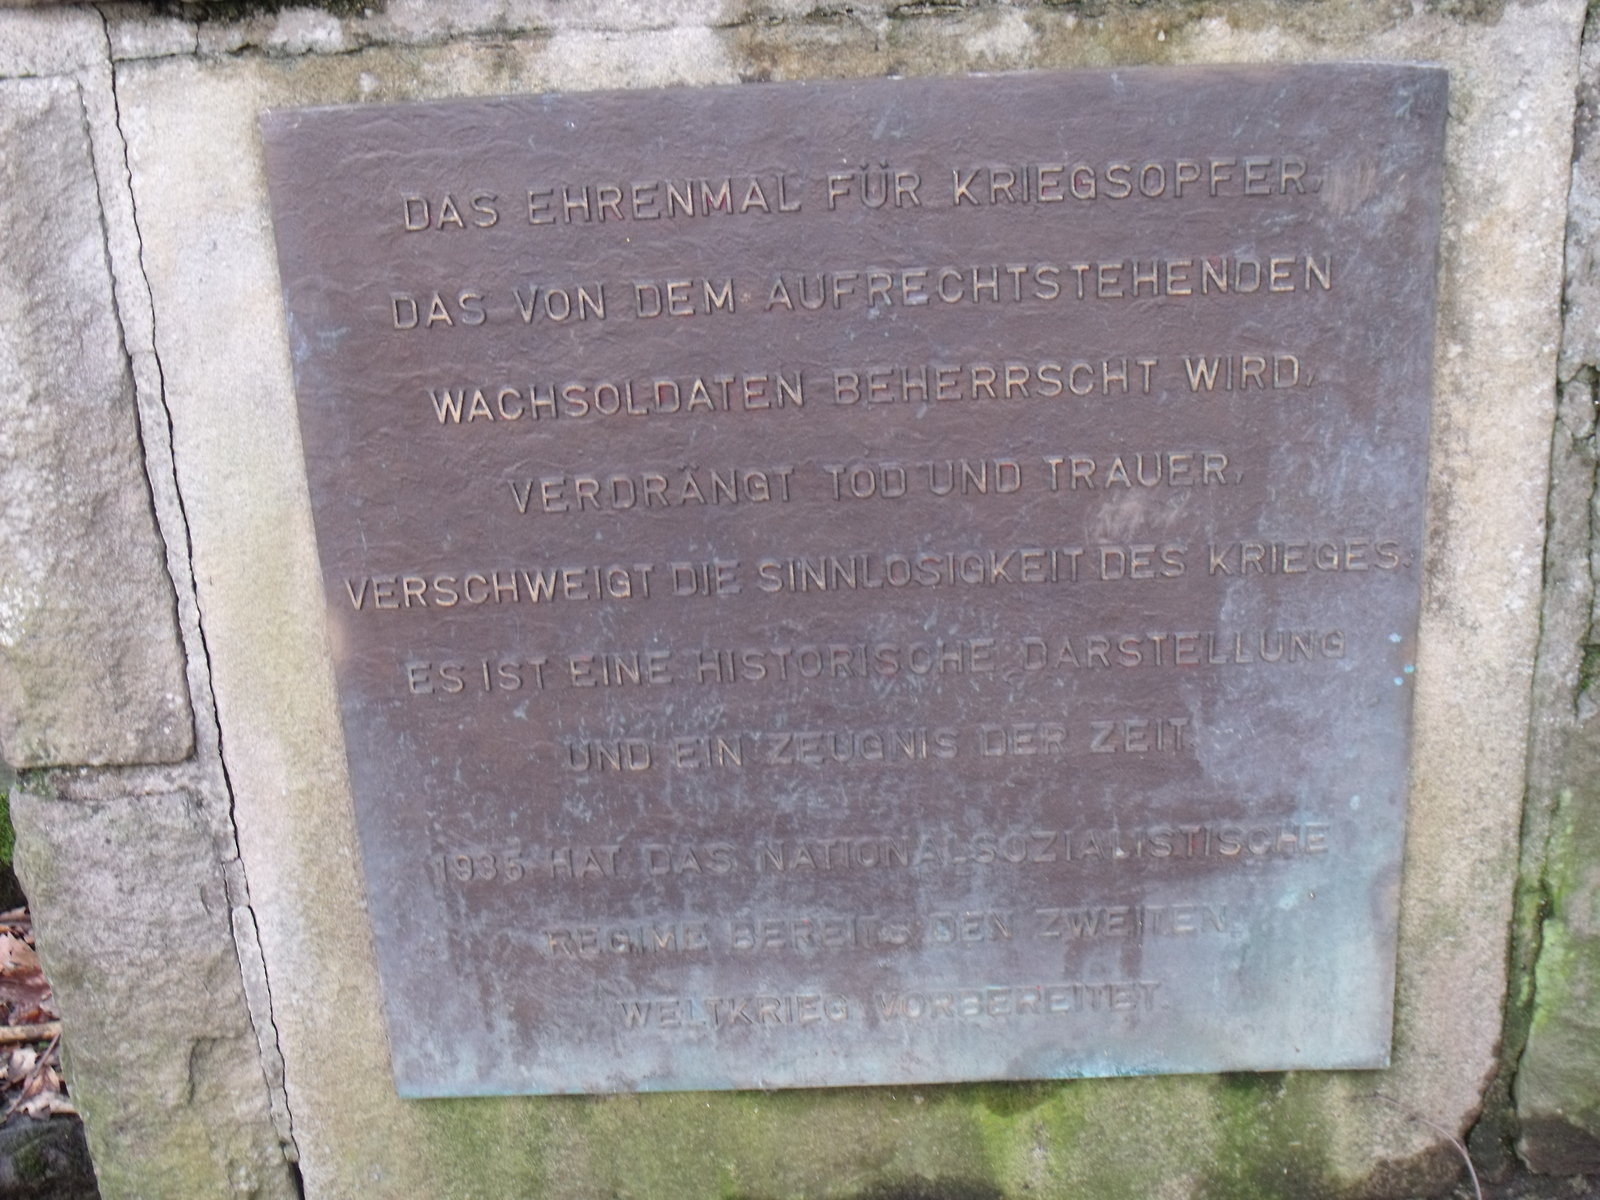 DAS EHRENMAL FÜR KRIEGSOPFER,
DAS VON DEM AUFRECHTSTEHENDEN
WACHSOLDATEN BEHERRSCHT WIRD,
VERDRÄNGT TOD UND TRAUER,
VERSCHWEIGT DIE SINNLOSIGKEIT DES KRIEGES.
ES IST EINE HISTORISCHE DARSTELLUNG
UND EIN ZEUGNIS DER ZEIT.
1935 HAT DAS NATIONALSOZIALISTISCHE
REGIME BEREITS DEN ZWEITEN
WELTKRIEG VORBEREITET.